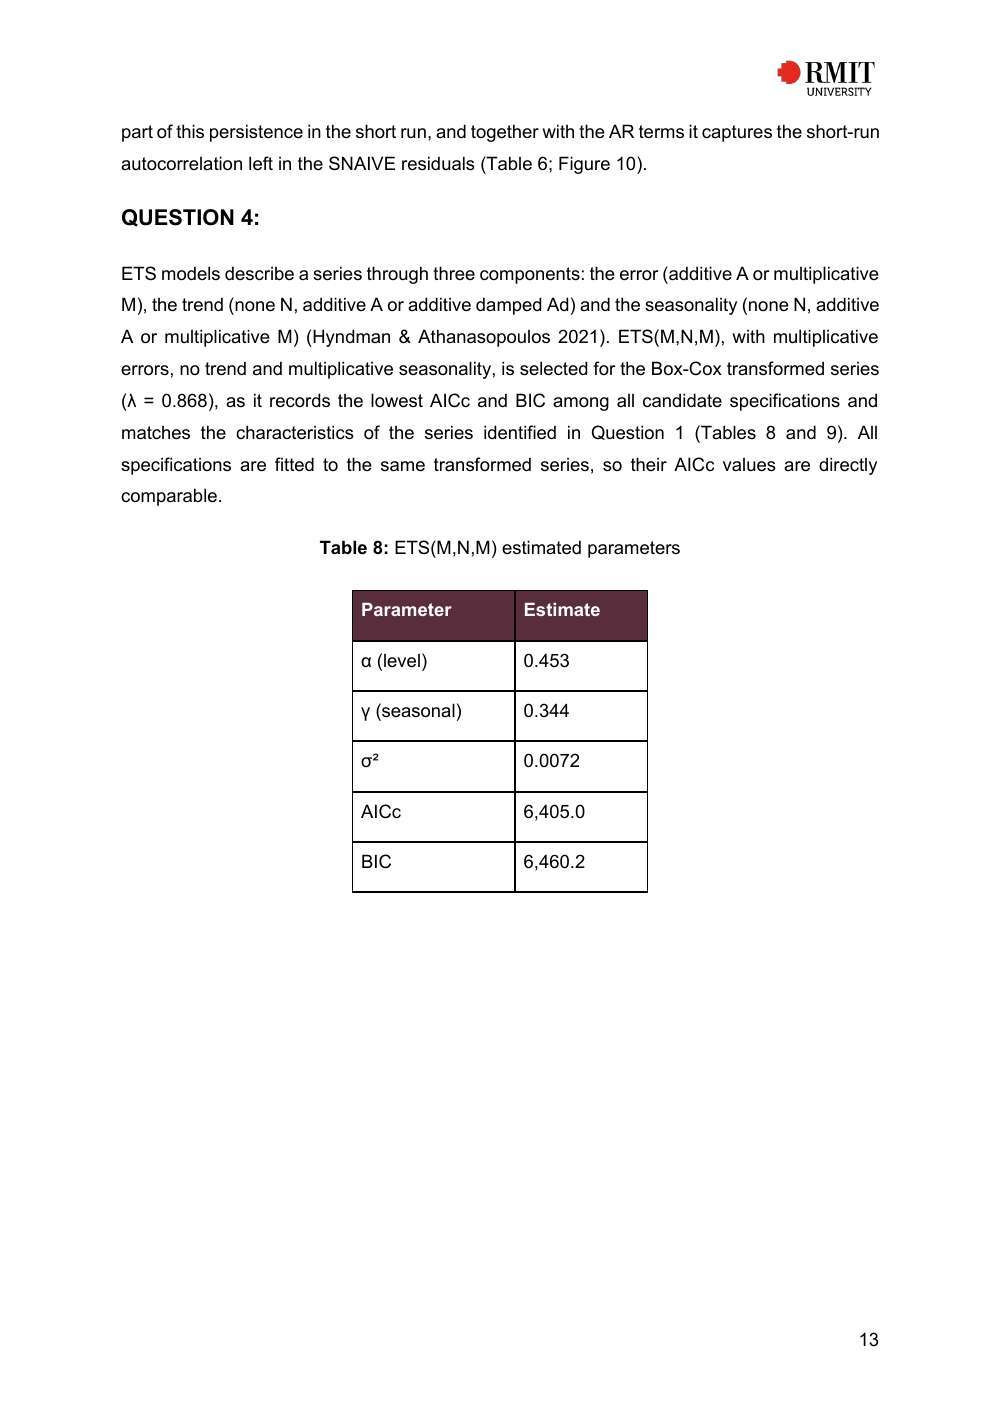 RMIT
UNIVERSITY
part of this persistence in the short run, and together with the AR terms it captures the short-run
autocorrelation left in the SNAIVE residuals (Table 6; Figure 10).
QUESTION 4:
ETS models describe a series through three components: the error (additive A or multiplicative
M), the trend (none N, additive A or additive damped Ad) and the seasonality (none N, additive
A or multiplicative M) (Hyndman & Athanasopoulos 2021). ETS(M,N,M), with multiplicative
errors, no trend and multiplicative seasonality, is selected for the Box-Cox transformed series
(λ = 0.868), as it records the lowest AICc and BIC among all candidate specifications and
matches the characteristics of the series identified in Question 1 (Tables 8 and 9). All
specifications are fitted to the same transformed series, so their AICc values are directly
comparable.
Table 8: ETS(M,N,M) estimated parameters
Parameter Estimate
α (level) 0.453
γ (seasonal) 0.344
σ² 0.0072
AICc 6,405.0
BIC 6,460.2
13